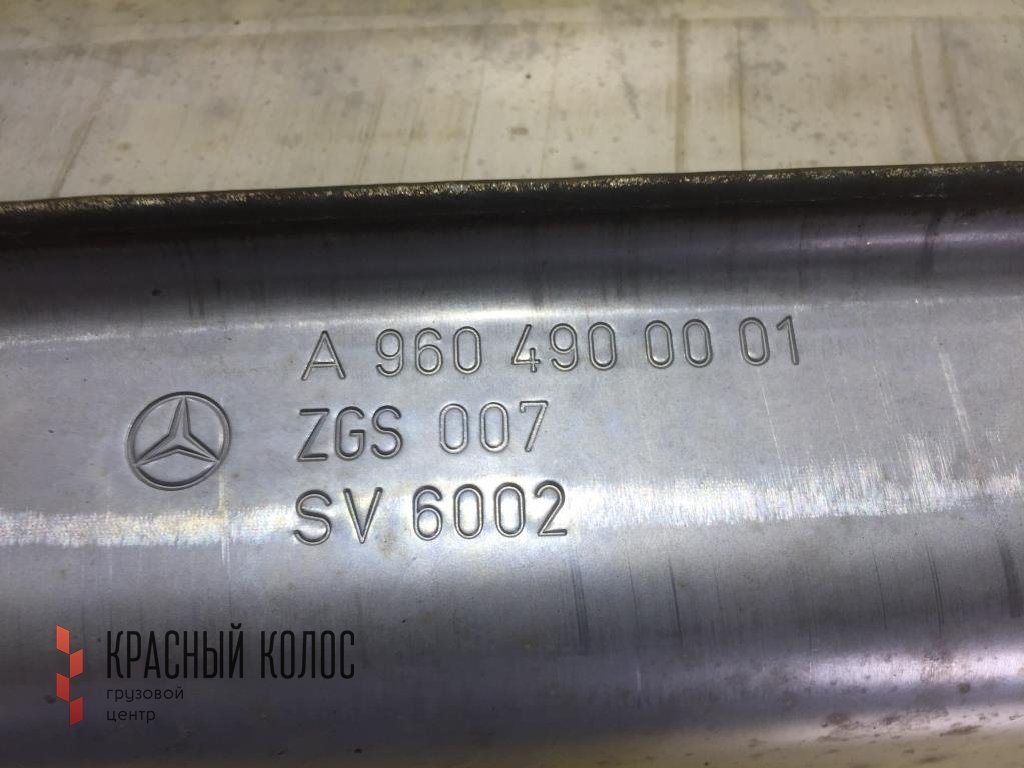 A 960 490 00 01
ZGS 007
SV 6002
КРАСНЫЙ КОЛОС
грузовой
центр